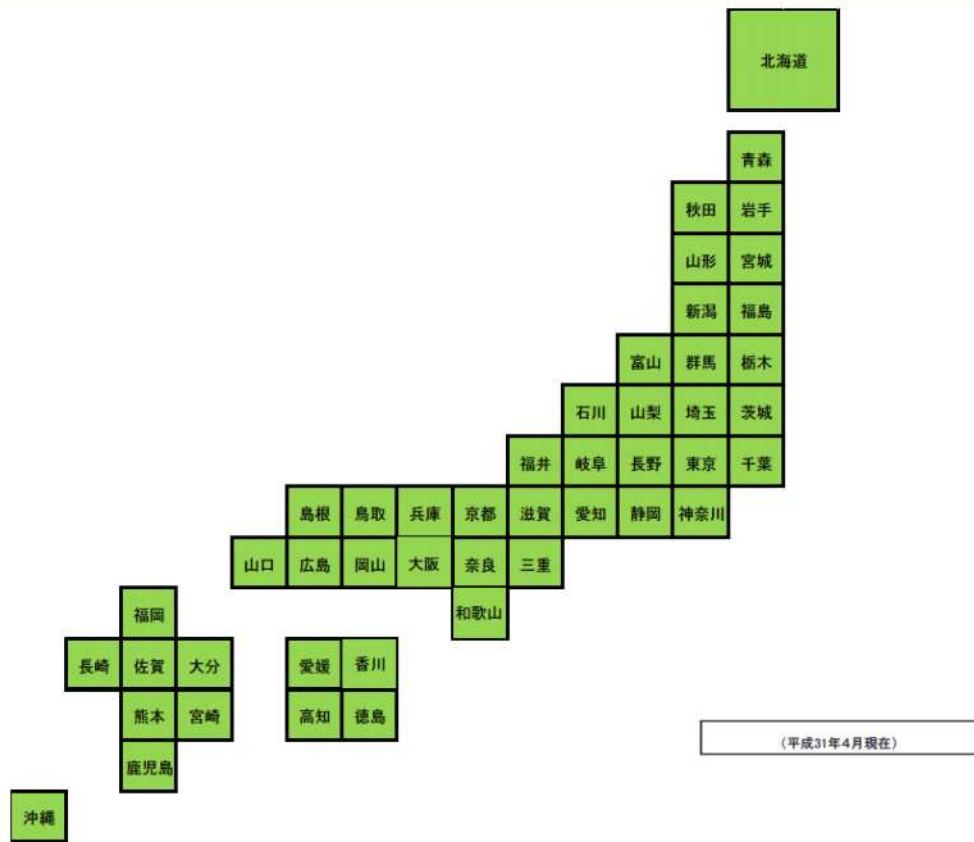 北海道
青森
秋田 岩手
山形 宮城
新潟 福島
富山 群馬 栃木
石川 山梨 埼玉 茨城
福井 岐阜 長野 東京 千葉
島根 鳥取 兵庫 京都 滋賀 愛知 静岡 神奈川
山口 広島 岡山 大阪 奈良 三重
福岡 和歌山
長崎 佐賀 大分 愛媛 香川
熊本 宮崎 高知 徳島
(平成31年4月現在)
鹿児島
沖縄